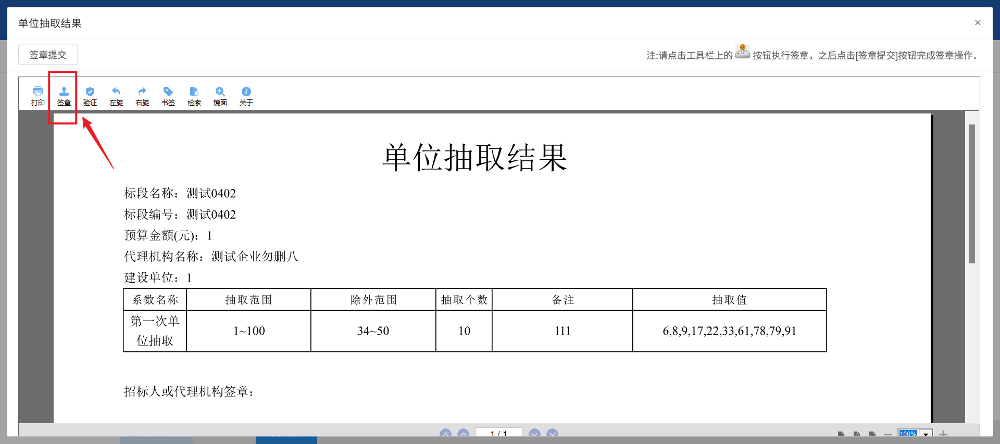 单位抽取结果
×
签章提交
注:请点击工具栏上的 按钮执行签章，之后点击[签章提交]按钮完成签章操作。
打印 签章 验证 左旋 右旋 书签 检索 镜面 关于
单位抽取结果
标段名称：测试0402
标段编号：测试0402
预算金额(元)：1
代理机构名称：测试企业勿删八
建设单位：1
系数名称 抽取范围 除外范围 抽取个数 备注 抽取值
第一次单
位抽取 1~100 34~50 10 111 6,8,9,17,22,33,61,78,79,91
招标人或代理机构签章：
1 / 1
100%